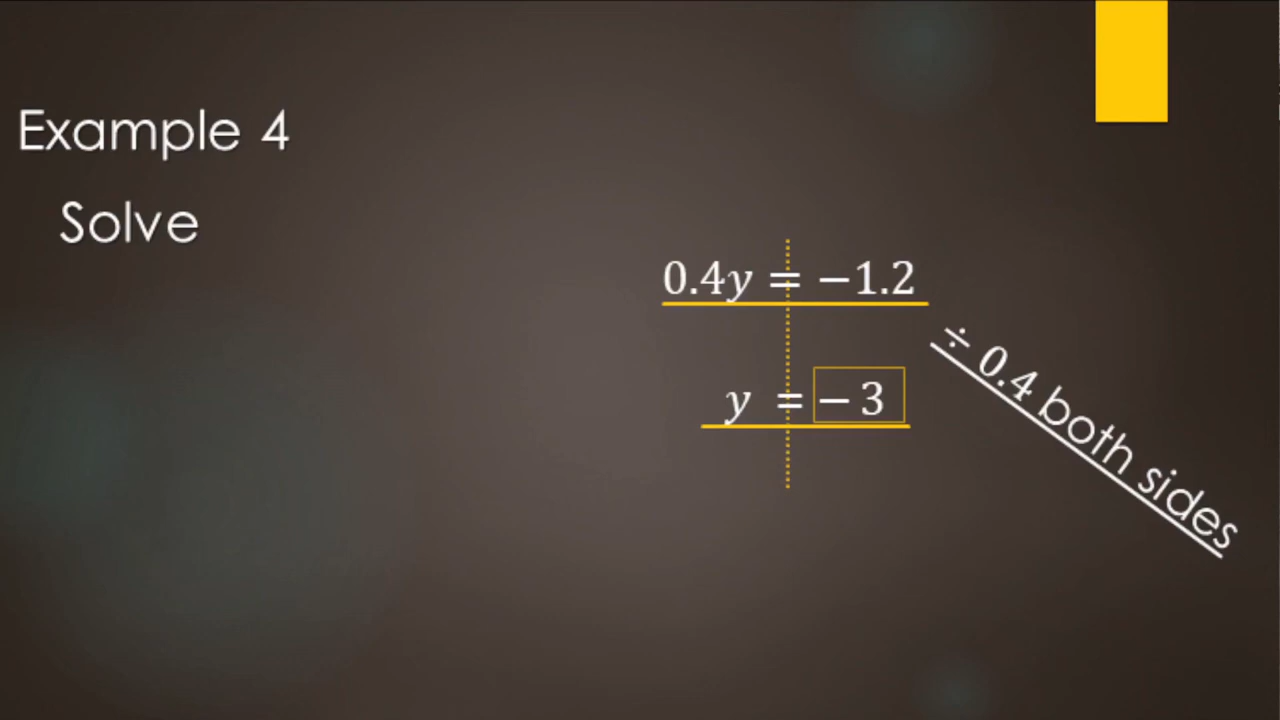 Example 4
Solve
0.4y = −1.2
y = − 3
÷ 0.4 both sides